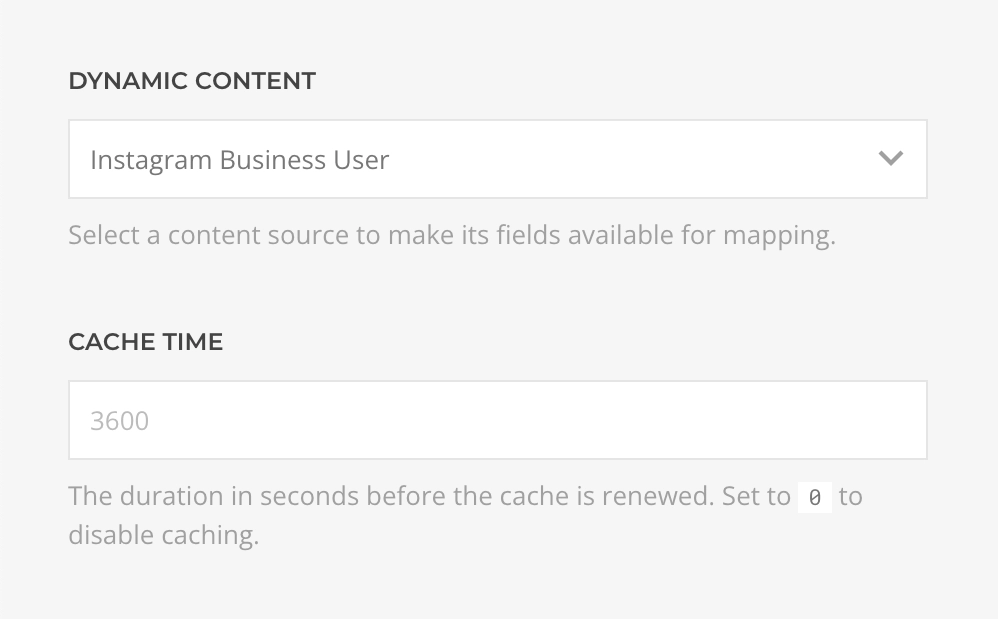 DYNAMIC CONTENT
Instagram Business User
Select a content source to make its fields available for mapping.
CACHE TIME
3600
The duration in seconds before the cache is renewed. Set to 0 to
disable caching.